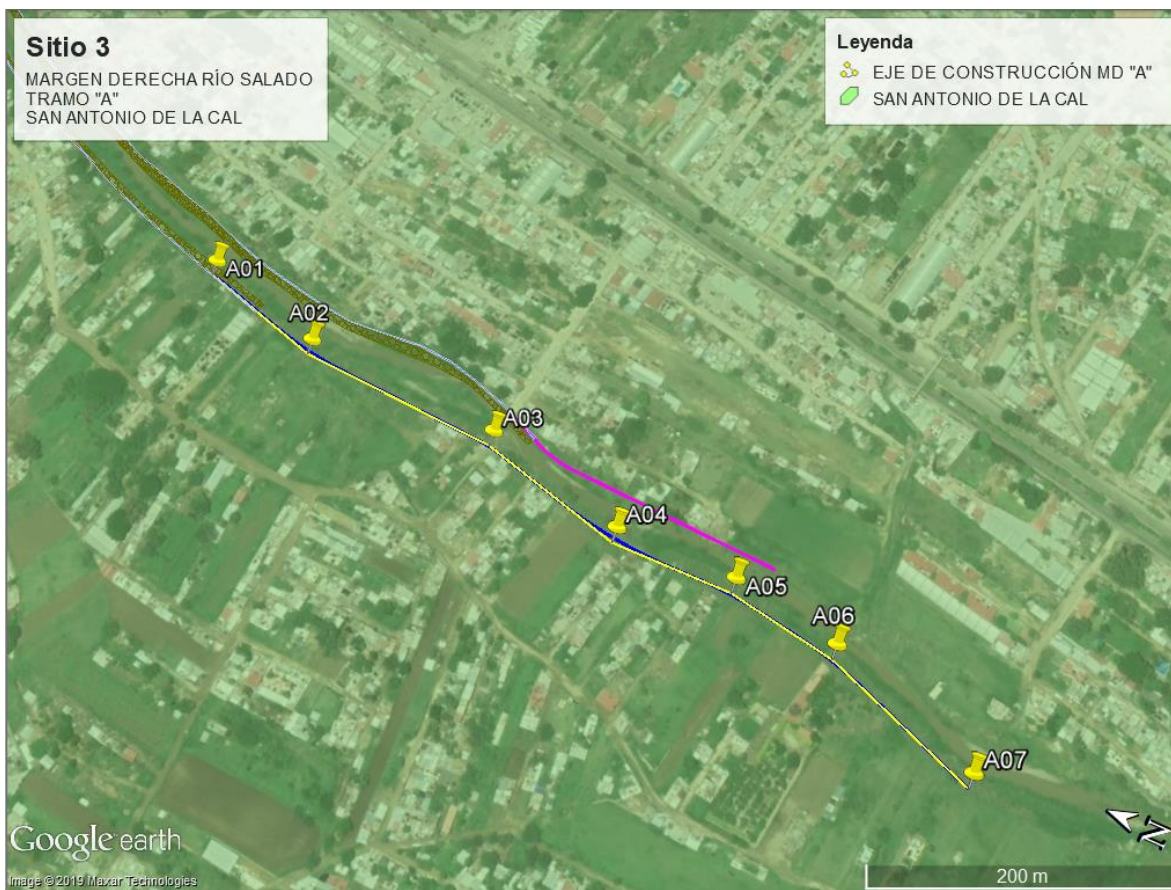 Sitio 3
MARGEN DERECHA RÍO SALADO
TRAMO "A"
SAN ANTONIO DE LA CAL
Leyenda
EJE DE CONSTRUCCIÓN MD "A"
SAN ANTONIO DE LA CAL
A01
A02
A03
A04
A05
A06
A07
N
Google earth
Image © 2019 Maxar Technologies
200 m